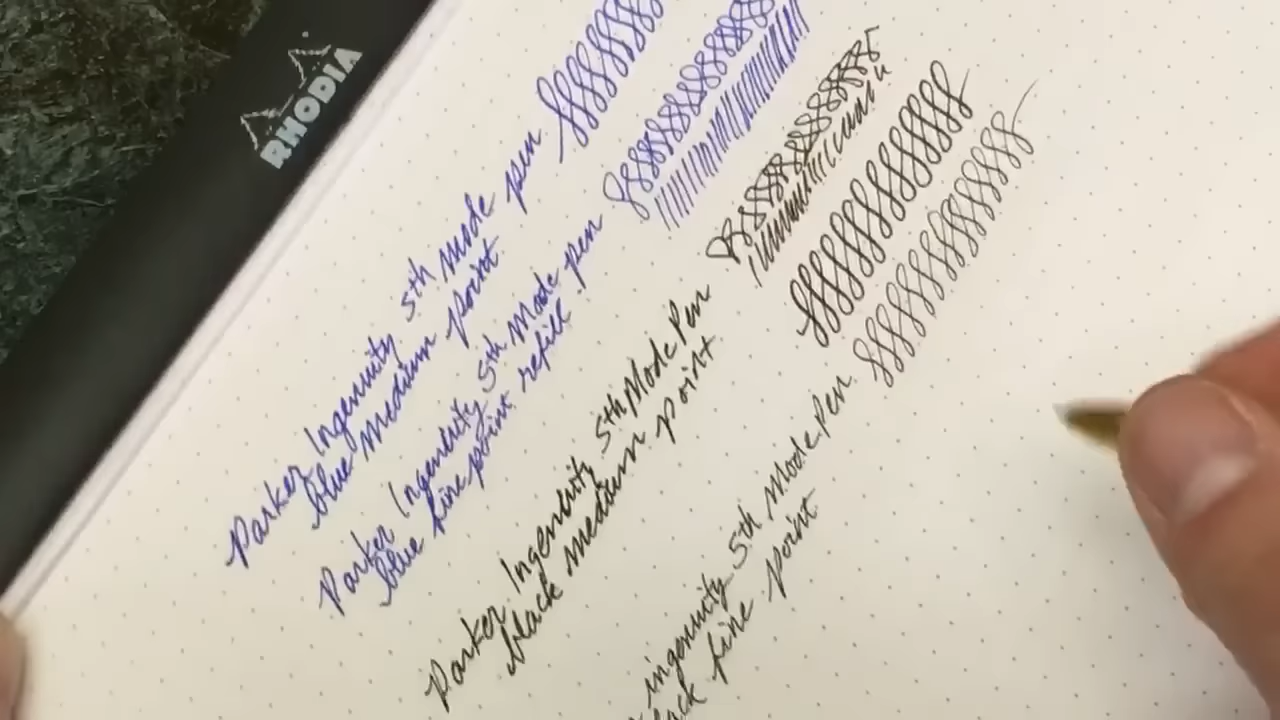 RHODIA
Parker Ingenuity 5th Mode pen
blue medium point
Parker Ingenuity 5th Mode pen
blue fine point refill
Parker Ingenuity 5th Mode Pen
black medium point
ingenuity 5th Mode Pen
fine point